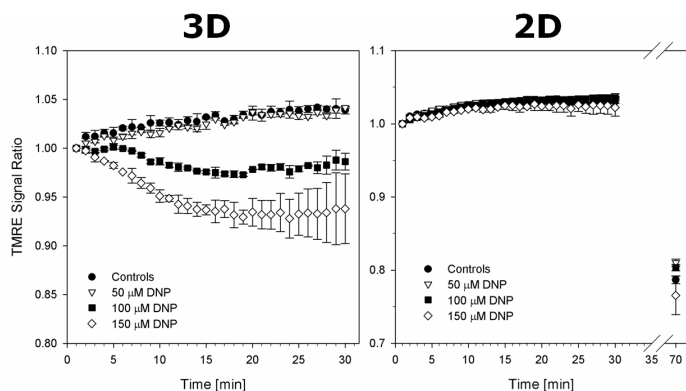 3D
2D
TMRE Signal Ratio
1.10
1.05
1.00
0.95
0.90
0.85
0.80
Controls
50 μM DNP
100 μM DNP
150 μM DNP
0 5 10 15 20 25 30
Time [min]
1.1
1.0
0.9
0.8
0.7
Controls
50 μM DNP
100 μM DNP
150 μM DNP
0 5 10 15 20 25 30 35 70
Time [min]